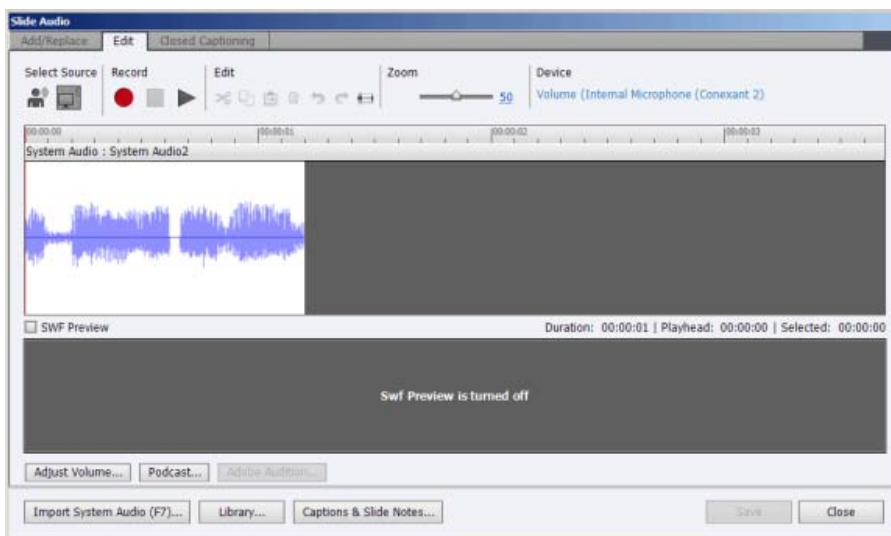 Slide Audio
Add/Replace Edit Closed Captioning
Select Source Record Edit Zoom Device
50 Volume (Internal Microphone (Conexant 2)
00:00:00 00:00:01 00:00:02 00:00:03
System Audio : System Audio2
SWF Preview Duration: 00:00:01 | Playhead: 00:00:00 | Selected: 00:00:00
Swf Preview is turned off
Adjust Volume... Podcast... Adobe Audition...
Import System Audio (F7)... Library... Captions & Slide Notes... Save Close